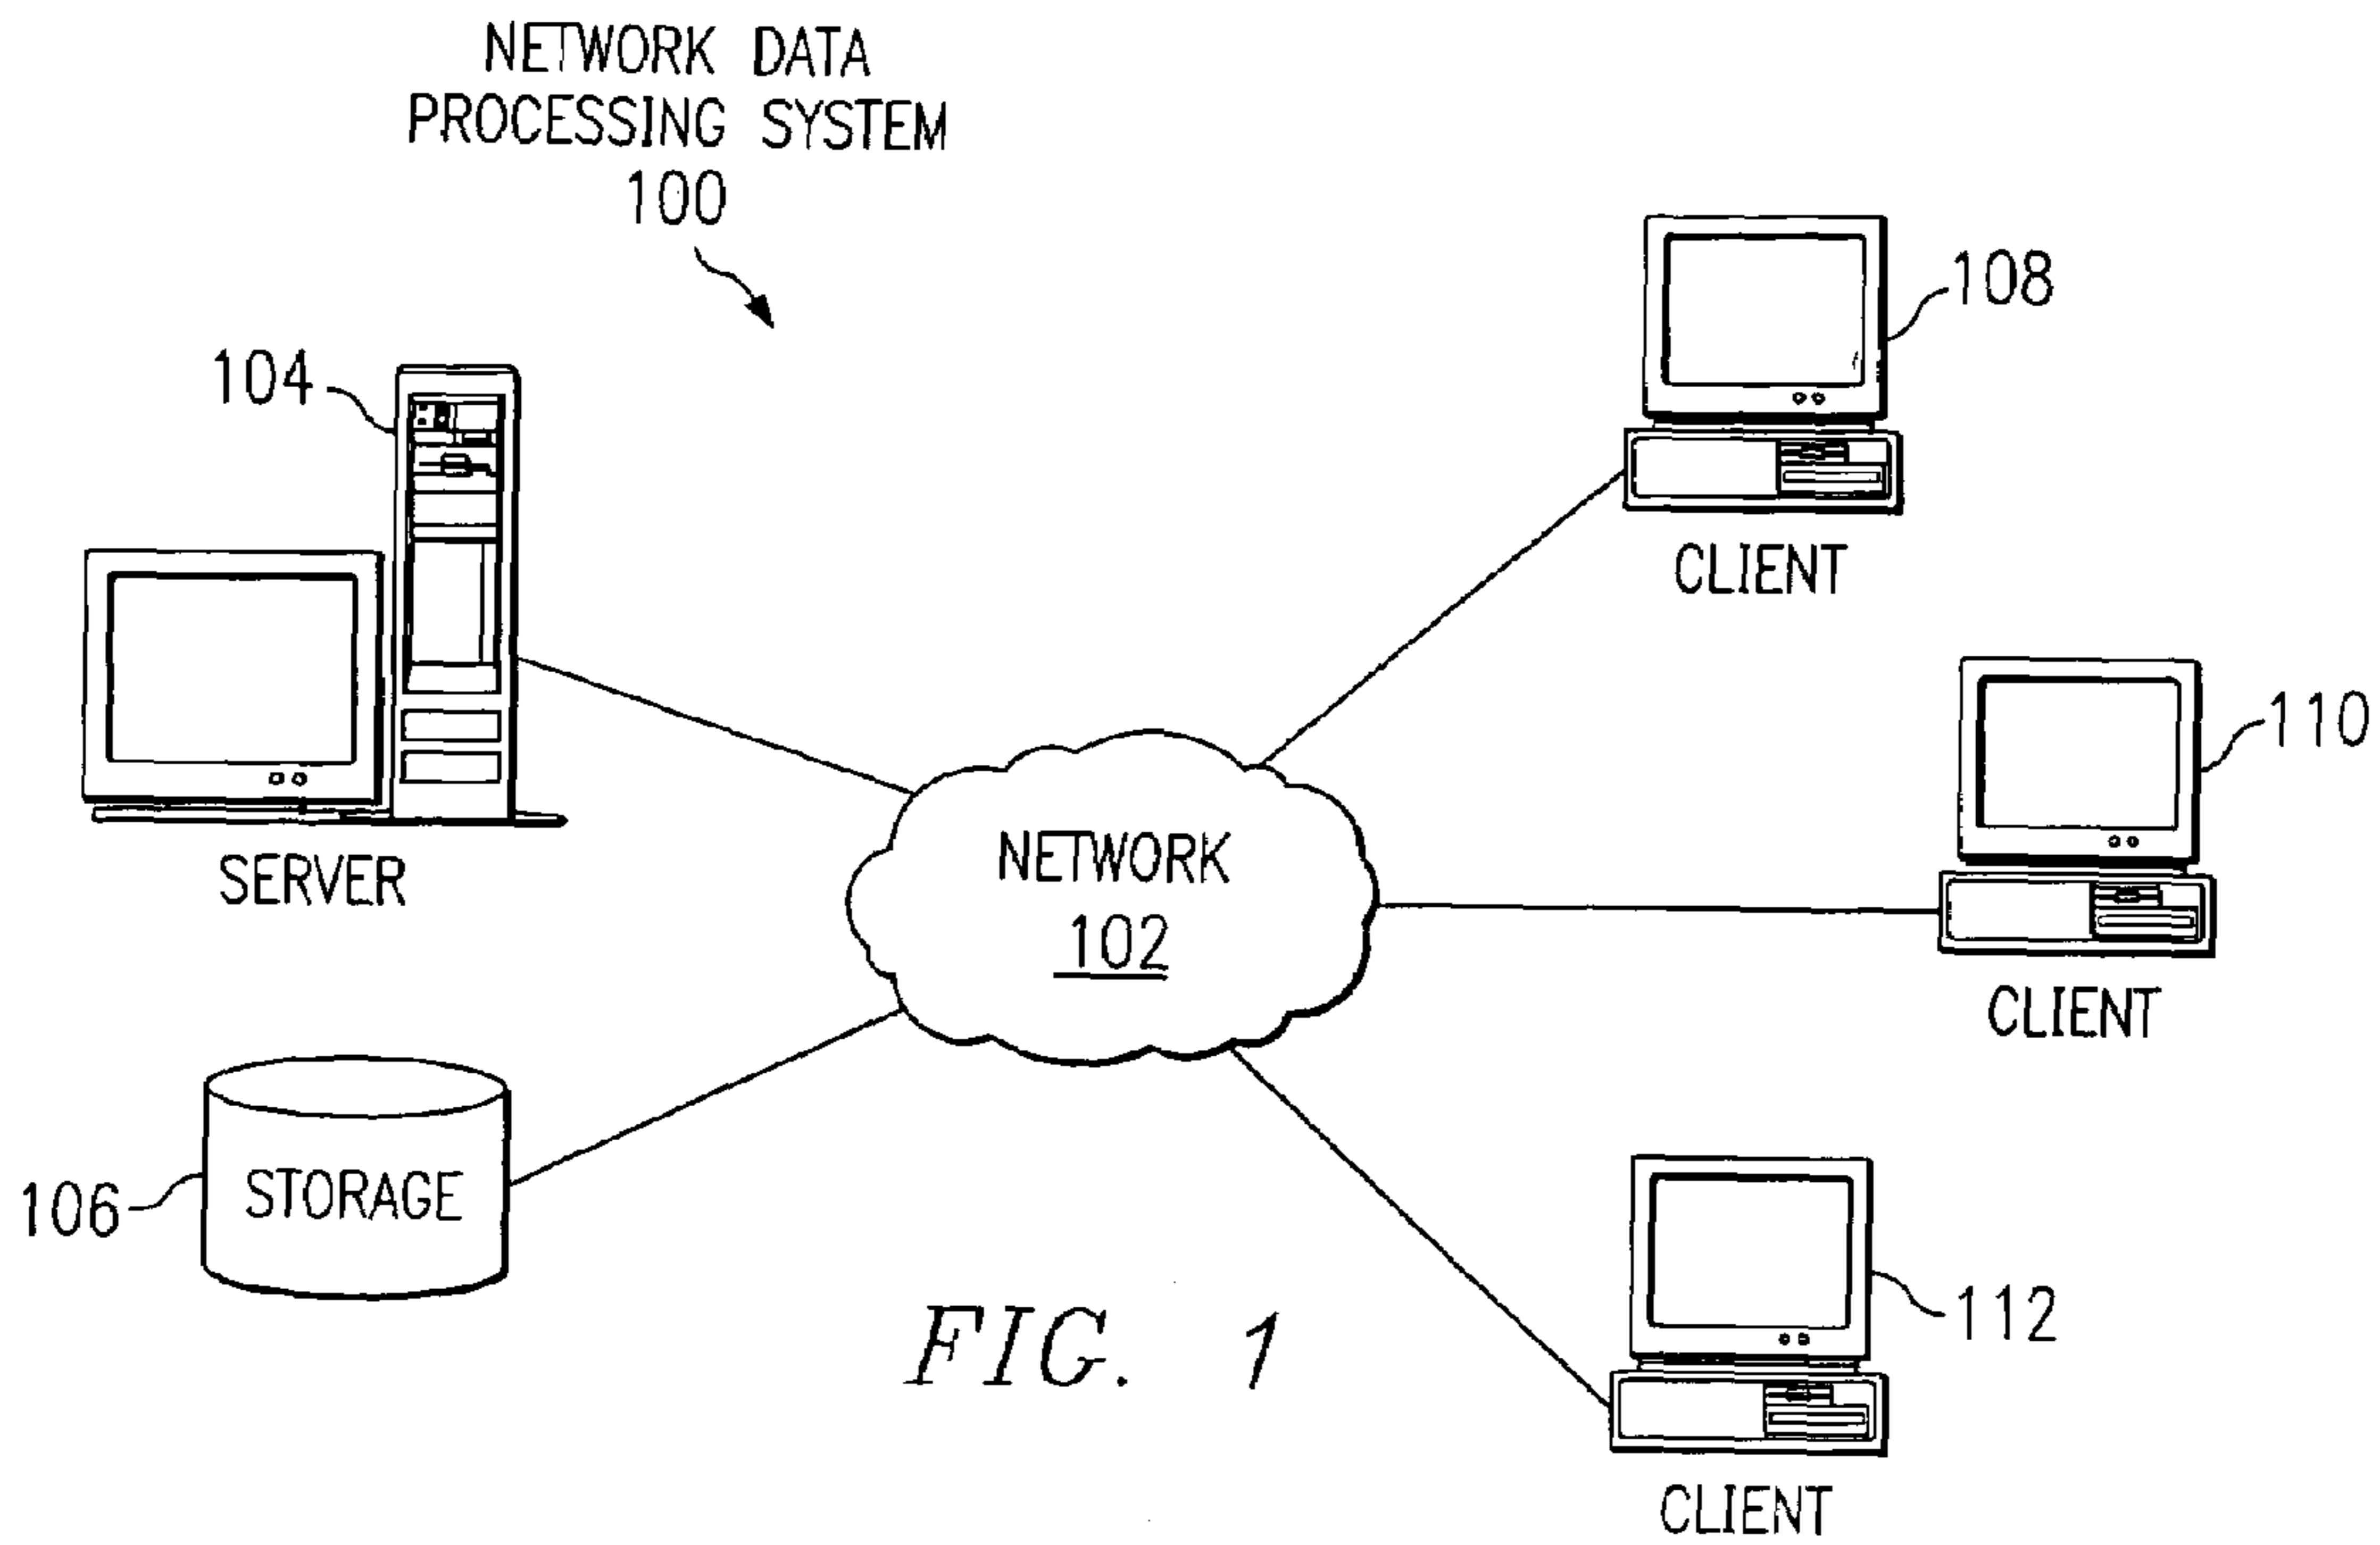 NETWORK DATA
PROCESSING SYSTEM
100
104
SERVER
106
STORAGE
NETWORK
102
108
CLIENT
110
CLIENT
112
CLIENT
FIG. 1